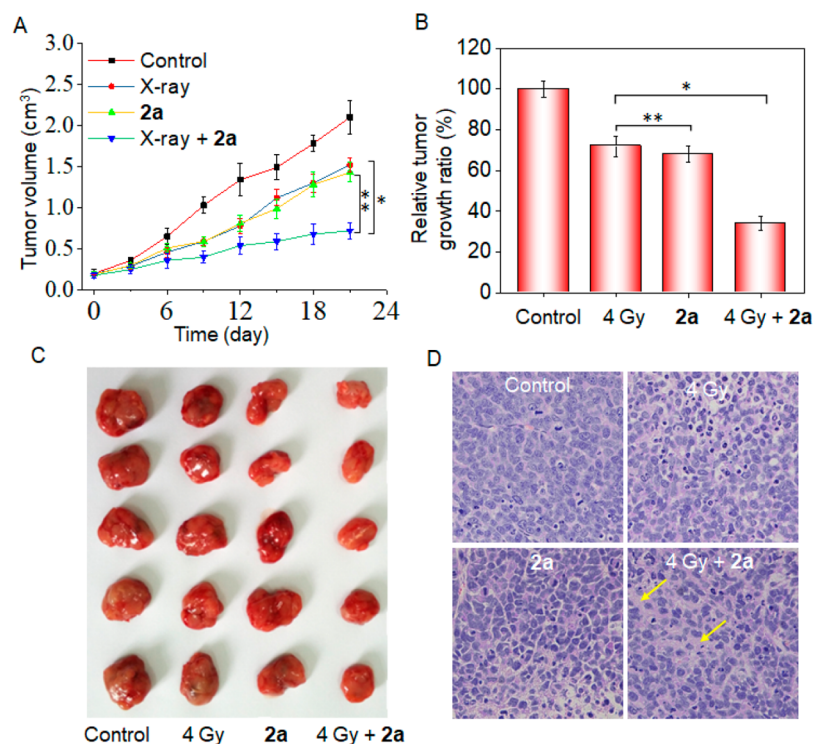 A
Tumor volume (cm³)
3.0
2.5
2.0
1.5
1.0
0.5
0.0
Control
X-ray
2a
X-ray + 2a
**
*
0 6 12 18 24
Time (day)
B
Relative tumor
growth ratio (%)
120
100
80
60
40
20
0
*
**
Control 4 Gy 2a 4 Gy + 2a
C
Control 4 Gy 2a 4 Gy + 2a
D
Control
4 Gy
2a
4 Gy + 2a